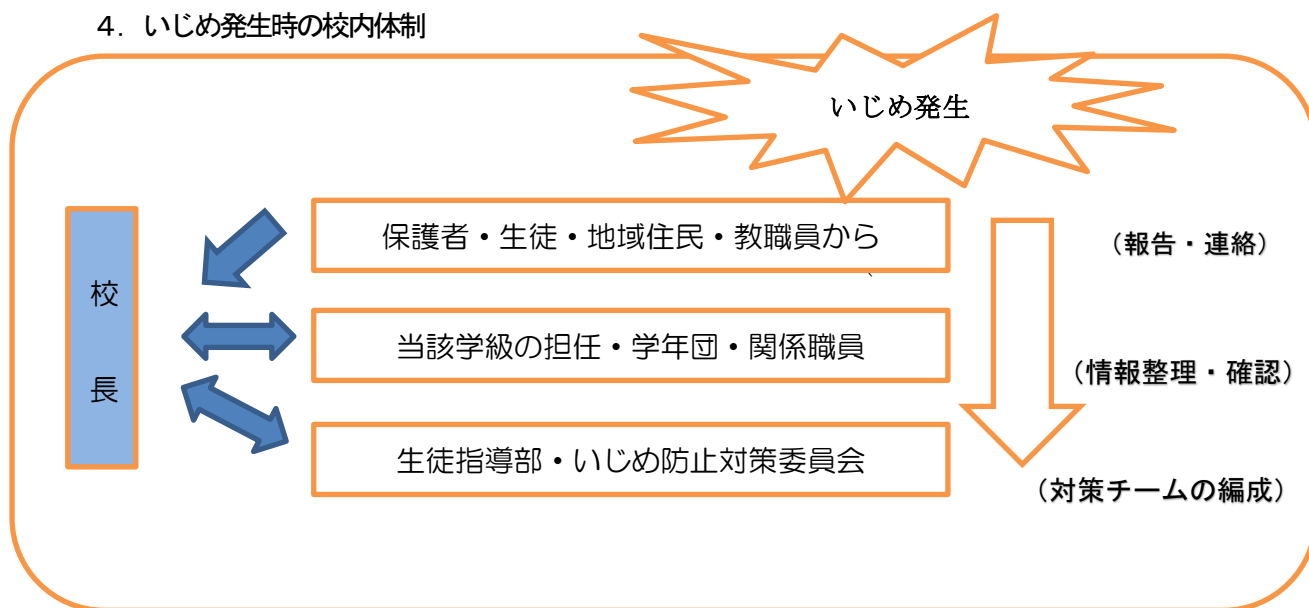 ４．いじめ発生時の校内体制
いじめ発生
保護者・生徒・地域住民・教職員から
（報告・連絡）
、
校
長
当該学級の担任・学年団・関係職員
（情報整理・確認）
生徒指導部・いじめ防止対策委員会
（対策チームの編成）